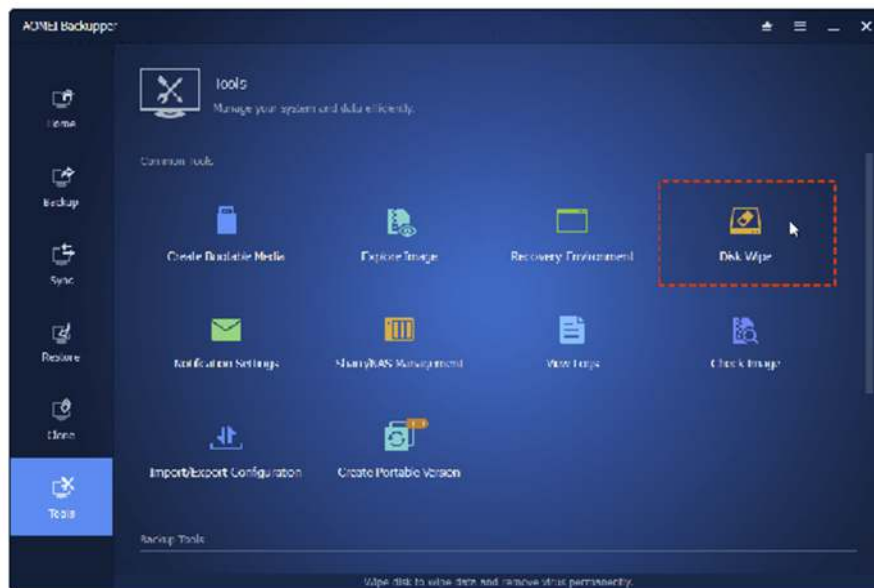 AOMEI Backupper
Tools
Manage your system and data efficiently.
Home
Common Tools
Backup
Create Bootable Media
Explore Image
Recovery Environment
Disk Wipe
Sync
Restore
Notification Settings
Share/NAS Management
View Logs
Check Image
Clone
Import/Export Configuration
Create Portable Version
Tools
Backup Tools
Wipe disk to wipe data and remove virus permanently.